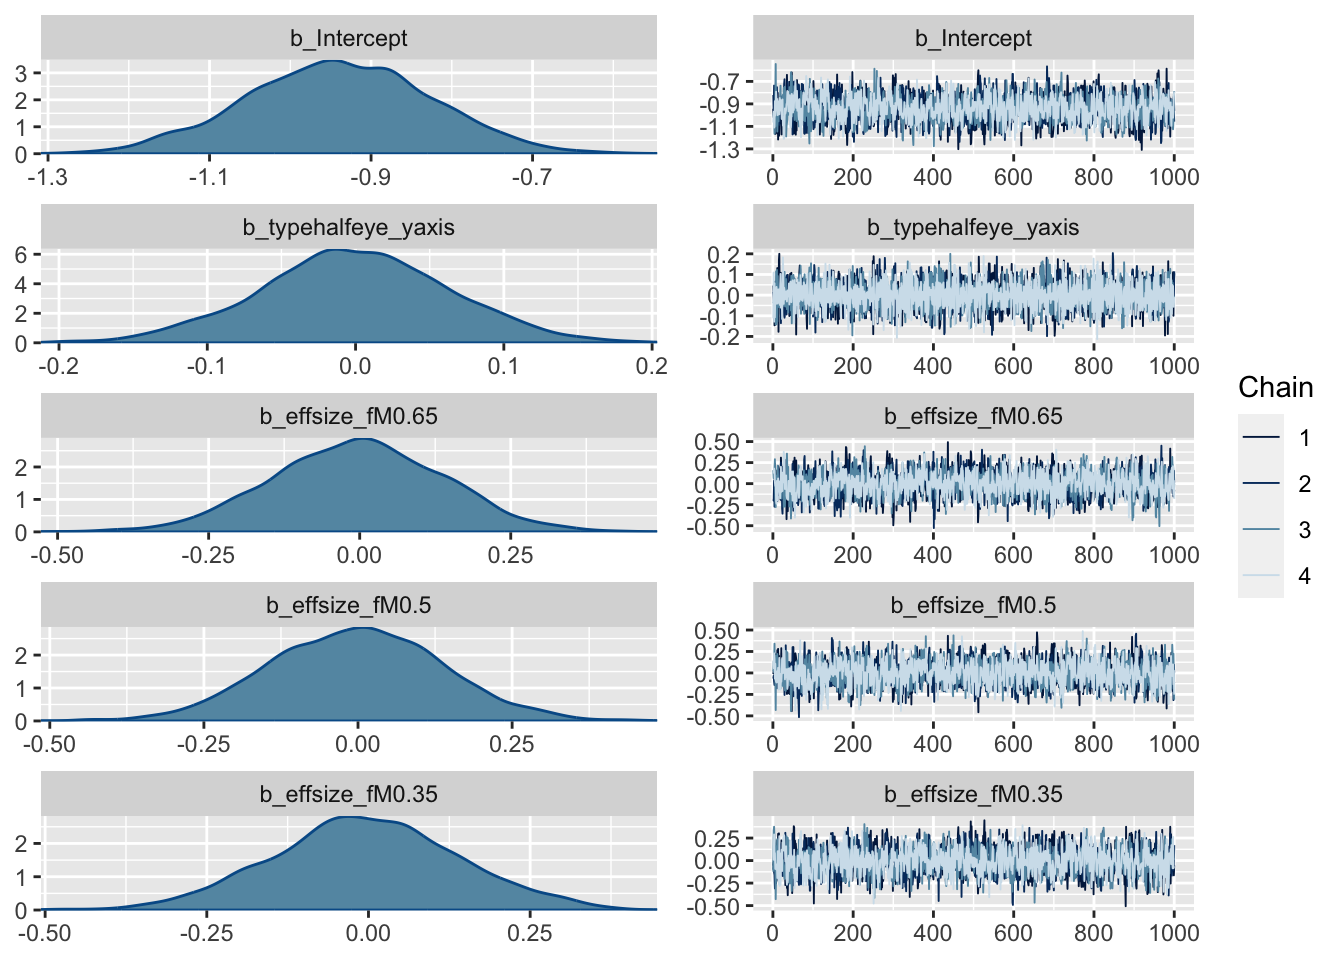 b_Intercept
3
2
1
0
-1.3 -1.1 -0.9 -0.7
b_Intercept
-0.7
-0.9
-1.1
-1.3
0 200 400 600 800 1000
b_typehalfeye_yaxis
6
4
2
0
-0.2 -0.1 0.0 0.1 0.2
b_typehalfeye_yaxis
0.2
0.1
0.0
-0.1
-0.2
0 200 400 600 800 1000
b_effsize_fM0.65
2
1
0
-0.50 -0.25 0.00 0.25
b_effsize_fM0.65
0.50
0.25
0.00
-0.25
-0.50
0 200 400 600 800 1000
b_effsize_fM0.5
2
1
0
-0.50 -0.25 0.00 0.25
b_effsize_fM0.5
0.50
0.25
0.00
-0.25
-0.50
0 200 400 600 800 1000
b_effsize_fM0.35
2
1
0
-0.50 -0.25 0.00 0.25
b_effsize_fM0.35
0.25
0.00
-0.25
-0.50
0 200 400 600 800 1000
Chain
1
2
3
4